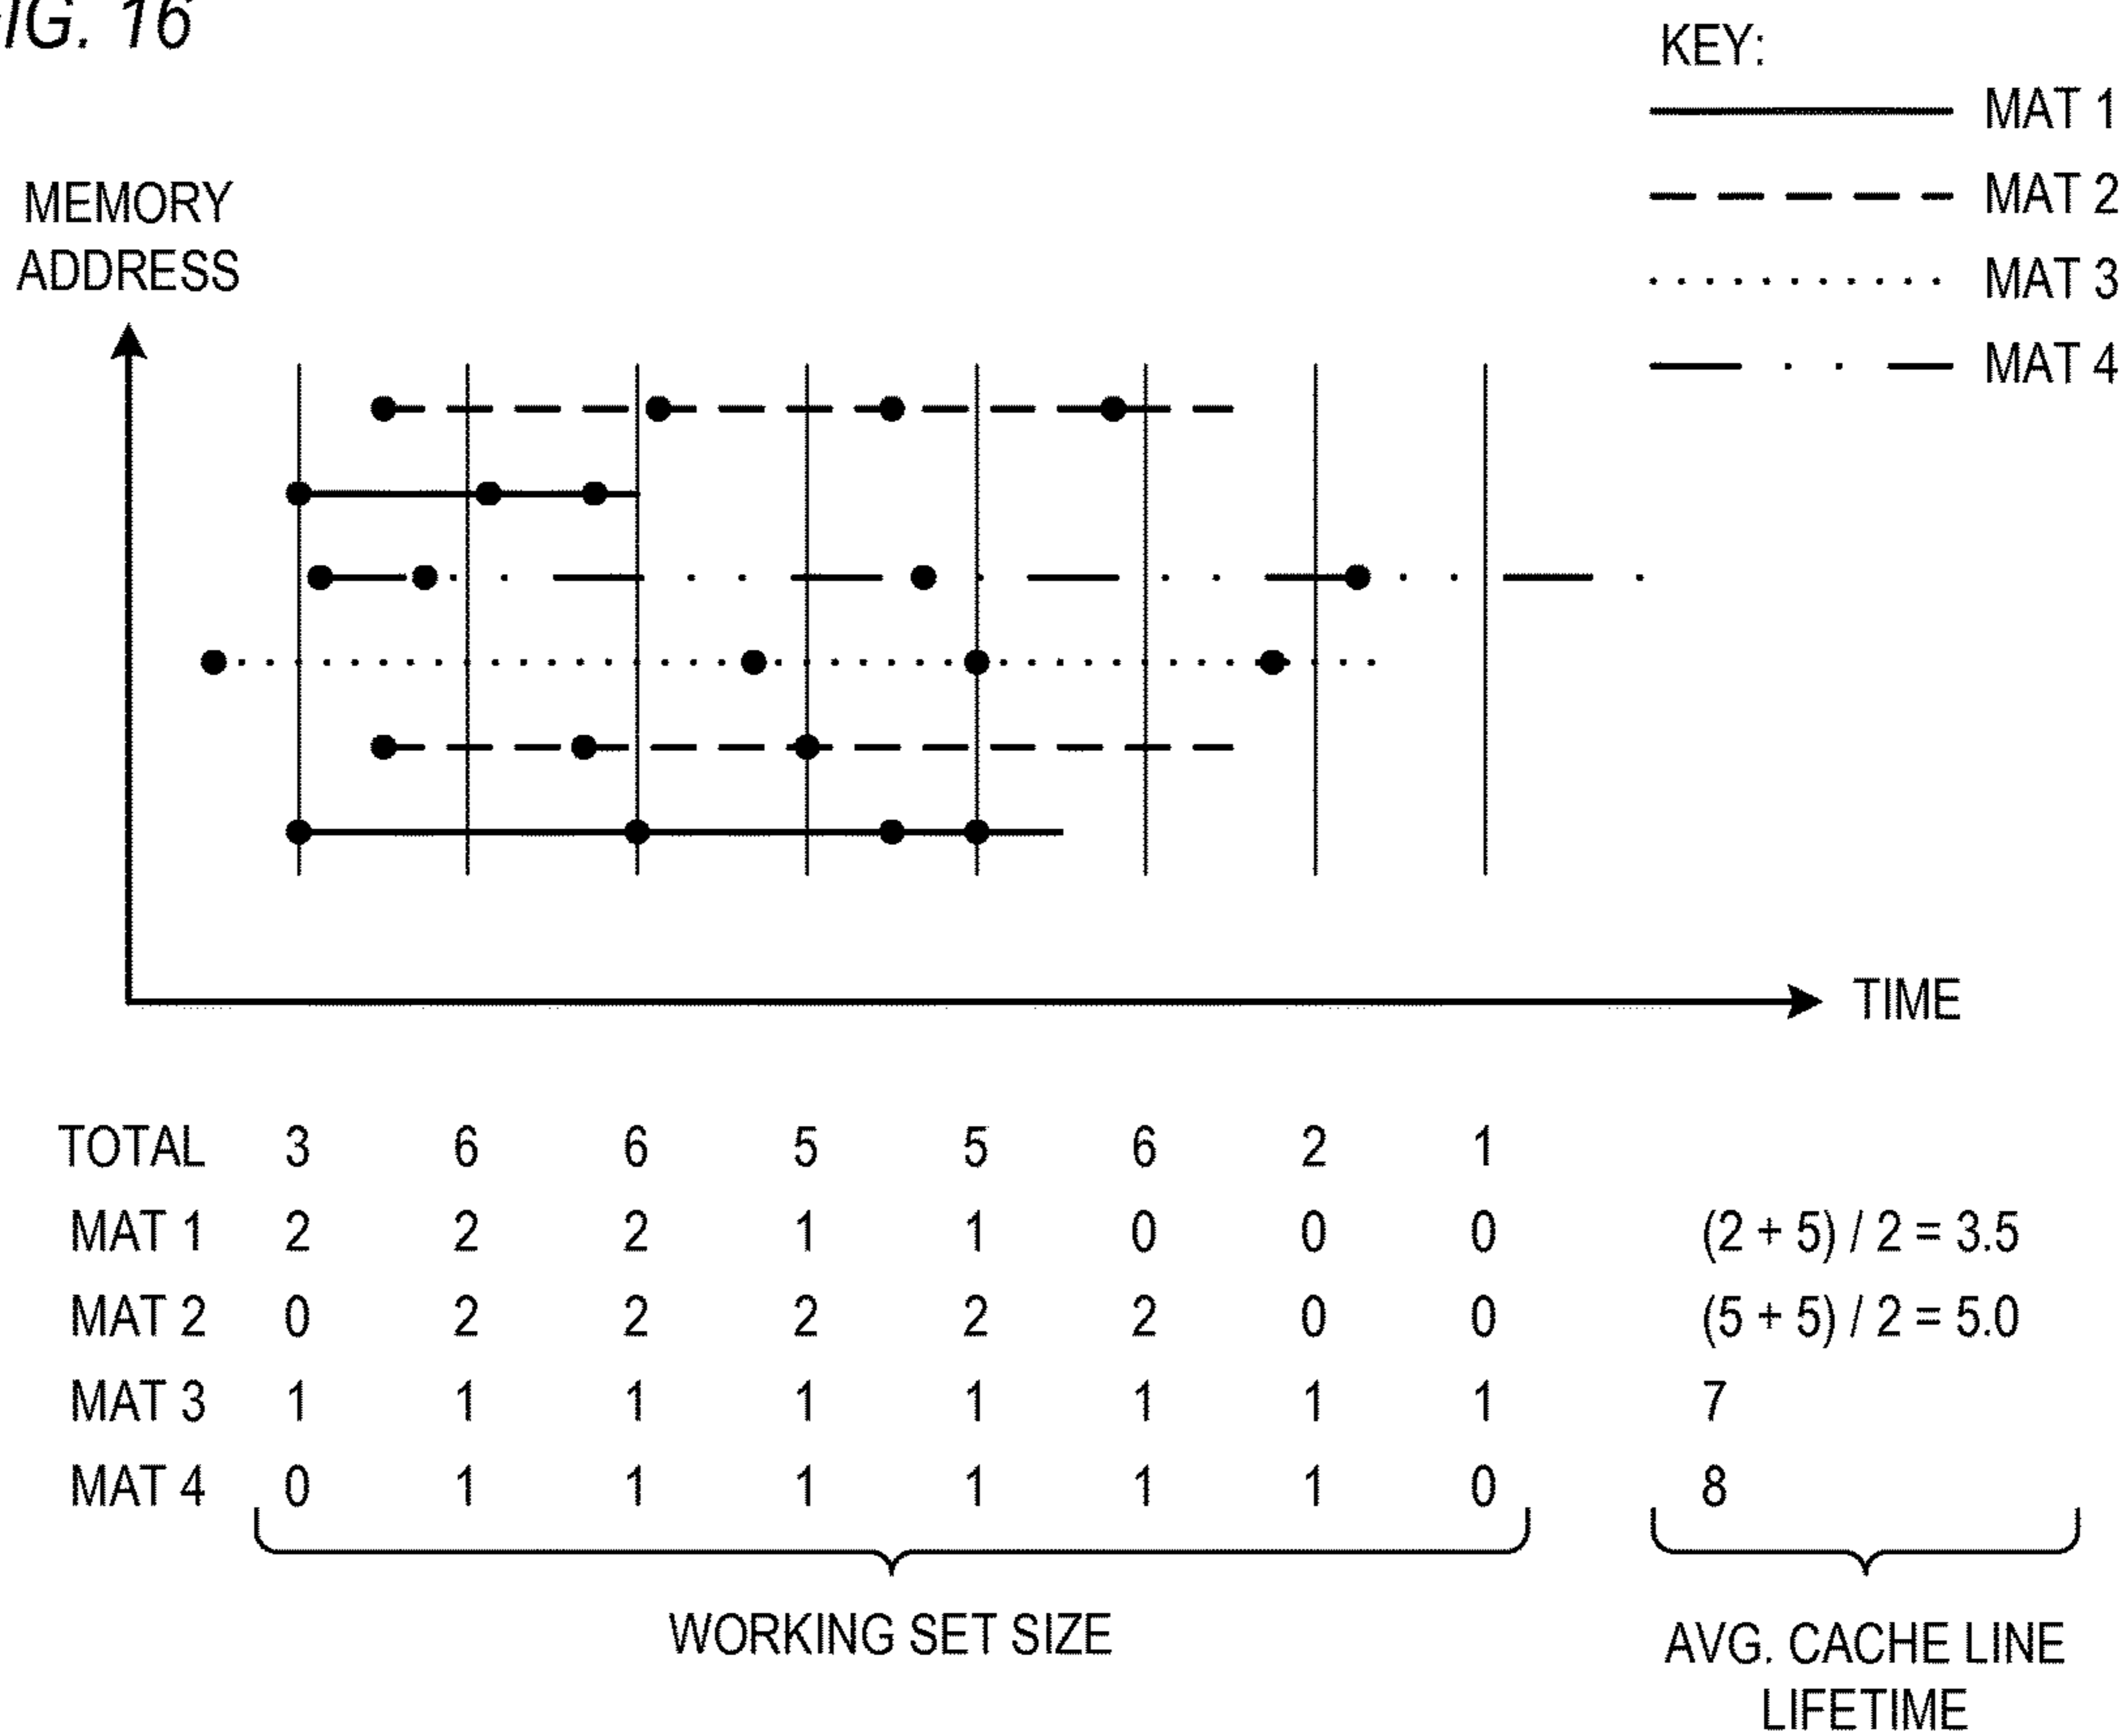 IG. 16
KEY:
MAT 1
MAT 2
MAT 3
MAT 4
MEMORY
ADDRESS
TIME
TOTAL 3 6 6 5 5 6 2 1
MAT 1 2 2 2 1 1 0 0 0 (2 + 5) / 2 = 3.5
MAT 2 0 2 2 2 2 2 0 0 (5 + 5) / 2 = 5.0
MAT 3 1 1 1 1 1 1 1 1 7
MAT 4 0 1 1 1 1 1 1 0 8
WORKING SET SIZE
AVG. CACHE LINE
LIFETIME